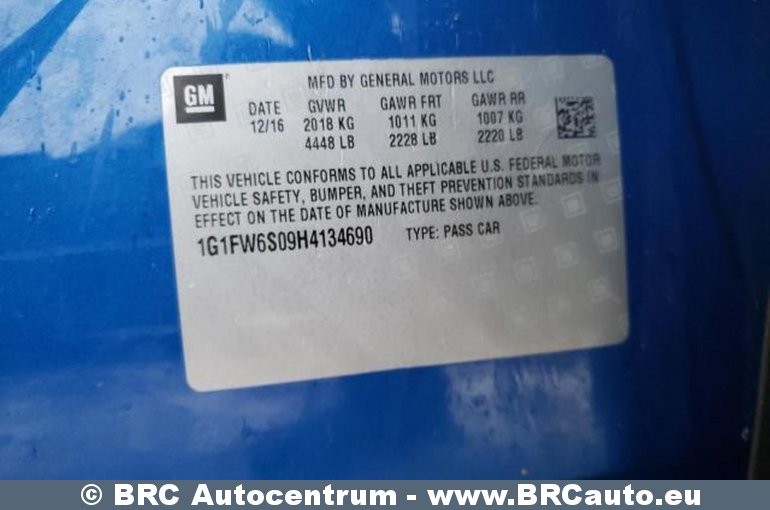 GM
MFD BY GENERAL MOTORS LLC
DATE GVWR GAWR FRT GAWR RR
12/16 2018 KG 1011 KG 1007 KG
4448 LB 2228 LB 2220 LB
THIS VEHICLE CONFORMS TO ALL APPLICABLE U.S. FEDERAL MOTOR
VEHICLE SAFETY, BUMPER, AND THEFT PREVENTION STANDARDS IN
EFFECT ON THE DATE OF MANUFACTURE SHOWN ABOVE.
1G1FW6S09H4134690 TYPE: PASS CAR
© BRC Autocentrum - www.BRCauto.eu